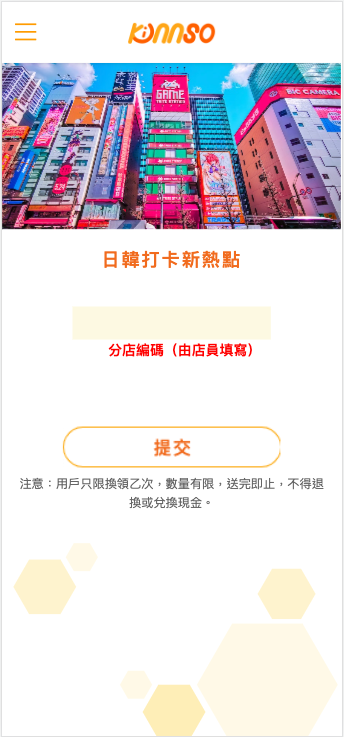 KINNSO
GAME
TAITO STATION
BIC CAMERA
日韓打卡新熱點
分店編碼（由店員填寫）
提交
注意：用戶只限換領乙次，數量有限，送完即止，不得退
換或兌換現金。